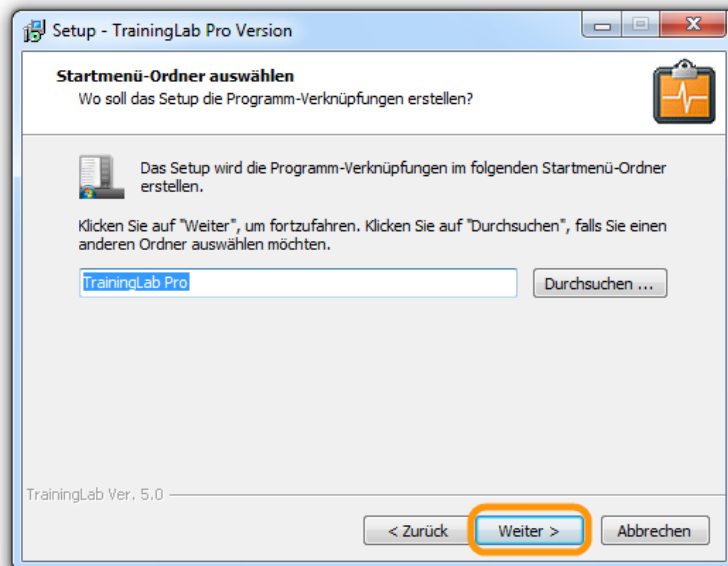 Setup - TrainingLab Pro Version
Startmenü-Ordner auswählen
Wo soll das Setup die Programm-Verknüpfungen erstellen?
Das Setup wird die Programm-Verknüpfungen im folgenden Startmenü-Ordner
erstellen.
Klicken Sie auf "Weiter", um fortzufahren. Klicken Sie auf "Durchsuchen", falls Sie einen
anderen Ordner auswählen möchten.
TrainingLab Pro
Durchsuchen ...
TrainingLab Ver. 5.0
< Zurück
Weiter >
Abbrechen